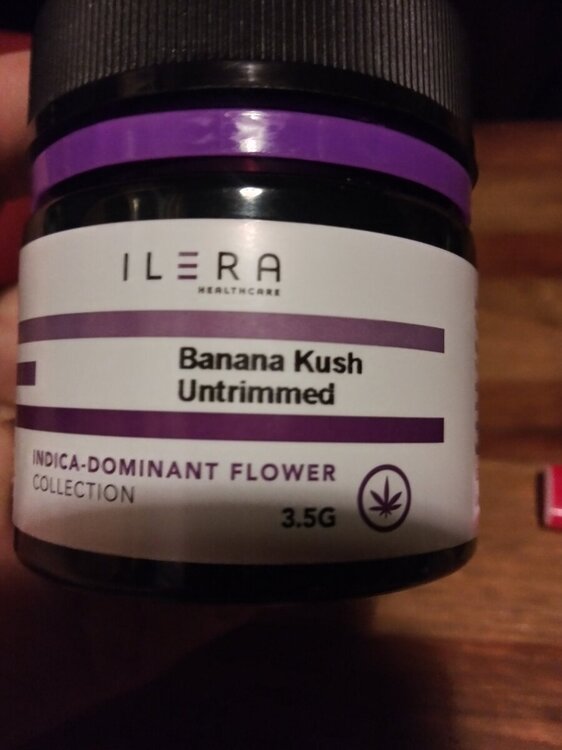 ILERA
HEALTHCARE
Banana Kush
Untrimmed
INDICA-DOMINANT FLOWER
COLLECTION
3.5G